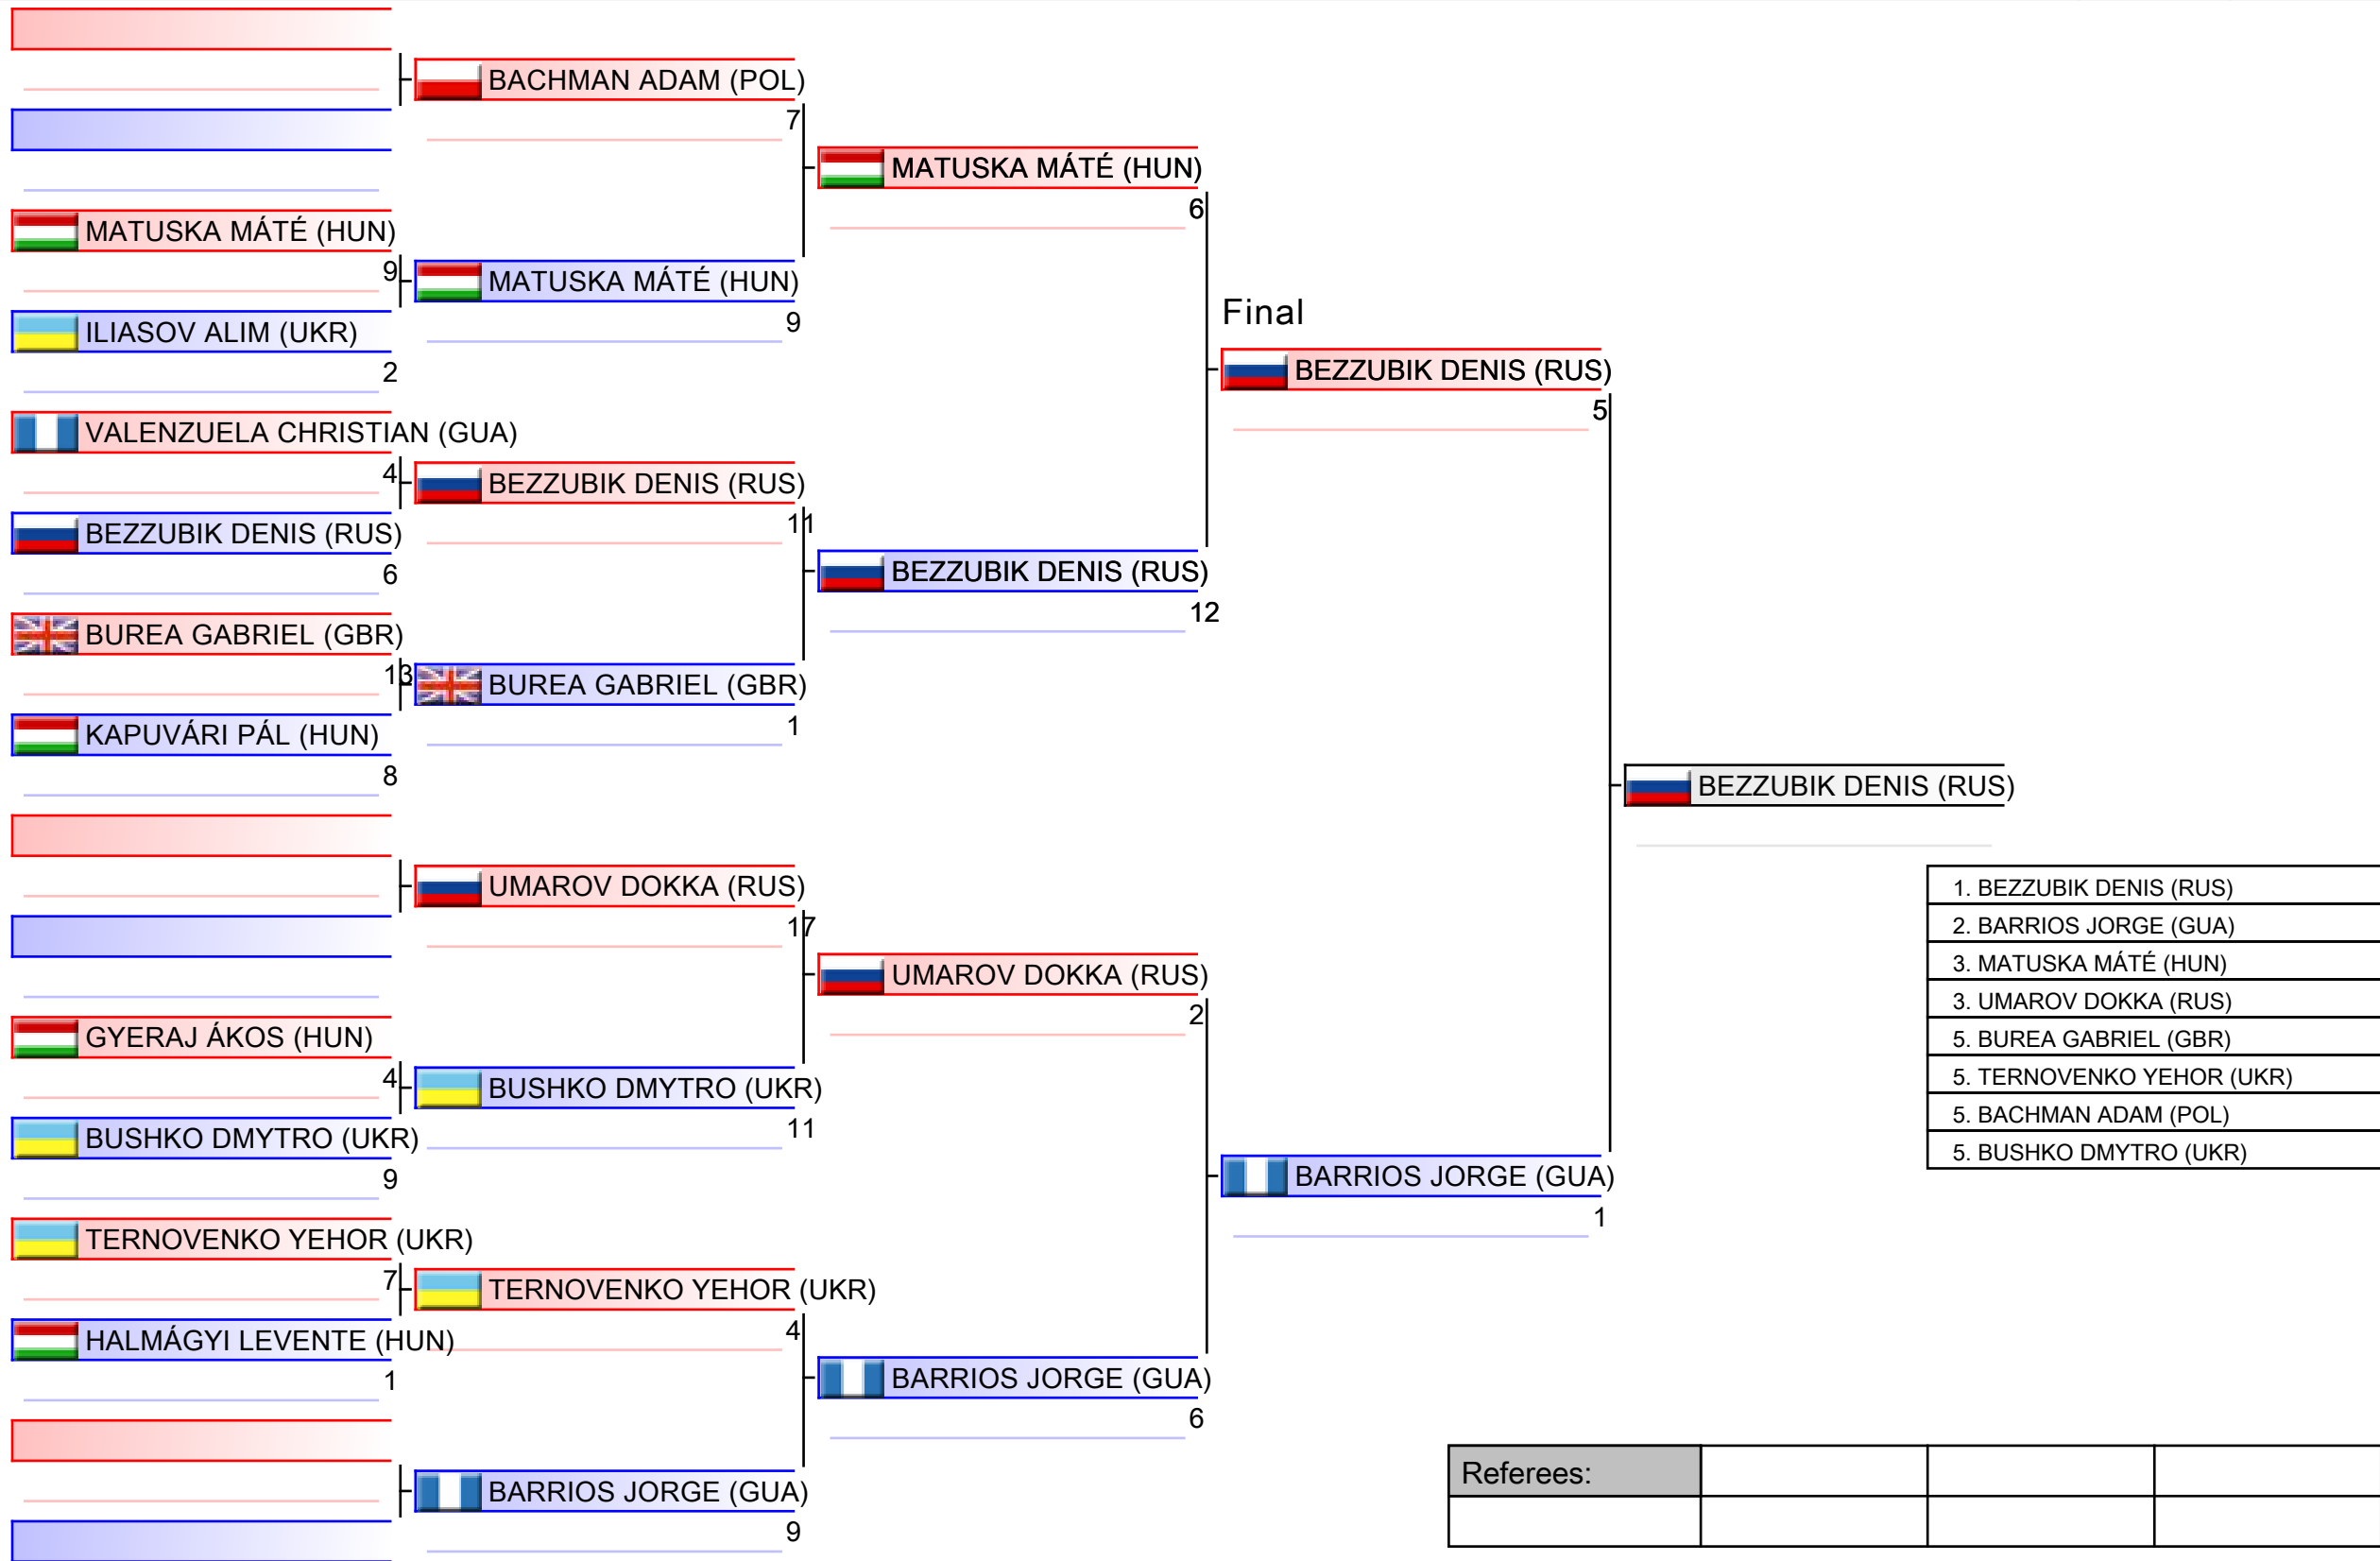 BACHMAN ADAM (POL)
7
MATUSKA MÁTÉ (HUN)
6
MATUSKA MÁTÉ (HUN)
9
MATUSKA MÁTÉ (HUN)
9
ILIASOV ALIM (UKR)
2
Final
BEZZUBIK DENIS (RUS)
5
VALENZUELA CHRISTIAN (GUA)
4
BEZZUBIK DENIS (RUS)
11
BEZZUBIK DENIS (RUS)
6
BEZZUBIK DENIS (RUS)
12
BUREA GABRIEL (GBR)
13
BUREA GABRIEL (GBR)
1
KAPUVÁRI PÁL (HUN)
8
BEZZUBIK DENIS (RUS)
UMAROV DOKKA (RUS)
17
UMAROV DOKKA (RUS)
2
GYERAJ ÁKOS (HUN)
4
BUSHKO DMYTRO (UKR)
11
BUSHKO DMYTRO (UKR)
9
BARRIOS JORGE (GUA)
1
TERNOVENKO YEHOR (UKR)
7
TERNOVENKO YEHOR (UKR)
4
HALMÁGYI LEVENTE (HUN)
1
BARRIOS JORGE (GUA)
6
BARRIOS JORGE (GUA)
9
1. BEZZUBIK DENIS (RUS)
2. BARRIOS JORGE (GUA)
3. MATUSKA MÁTÉ (HUN)
3. UMAROV DOKKA (RUS)
5. BUREA GABRIEL (GBR)
5. TERNOVENKO YEHOR (UKR)
5. BACHMAN ADAM (POL)
5. BUSHKO DMYTRO (UKR)
Referees: